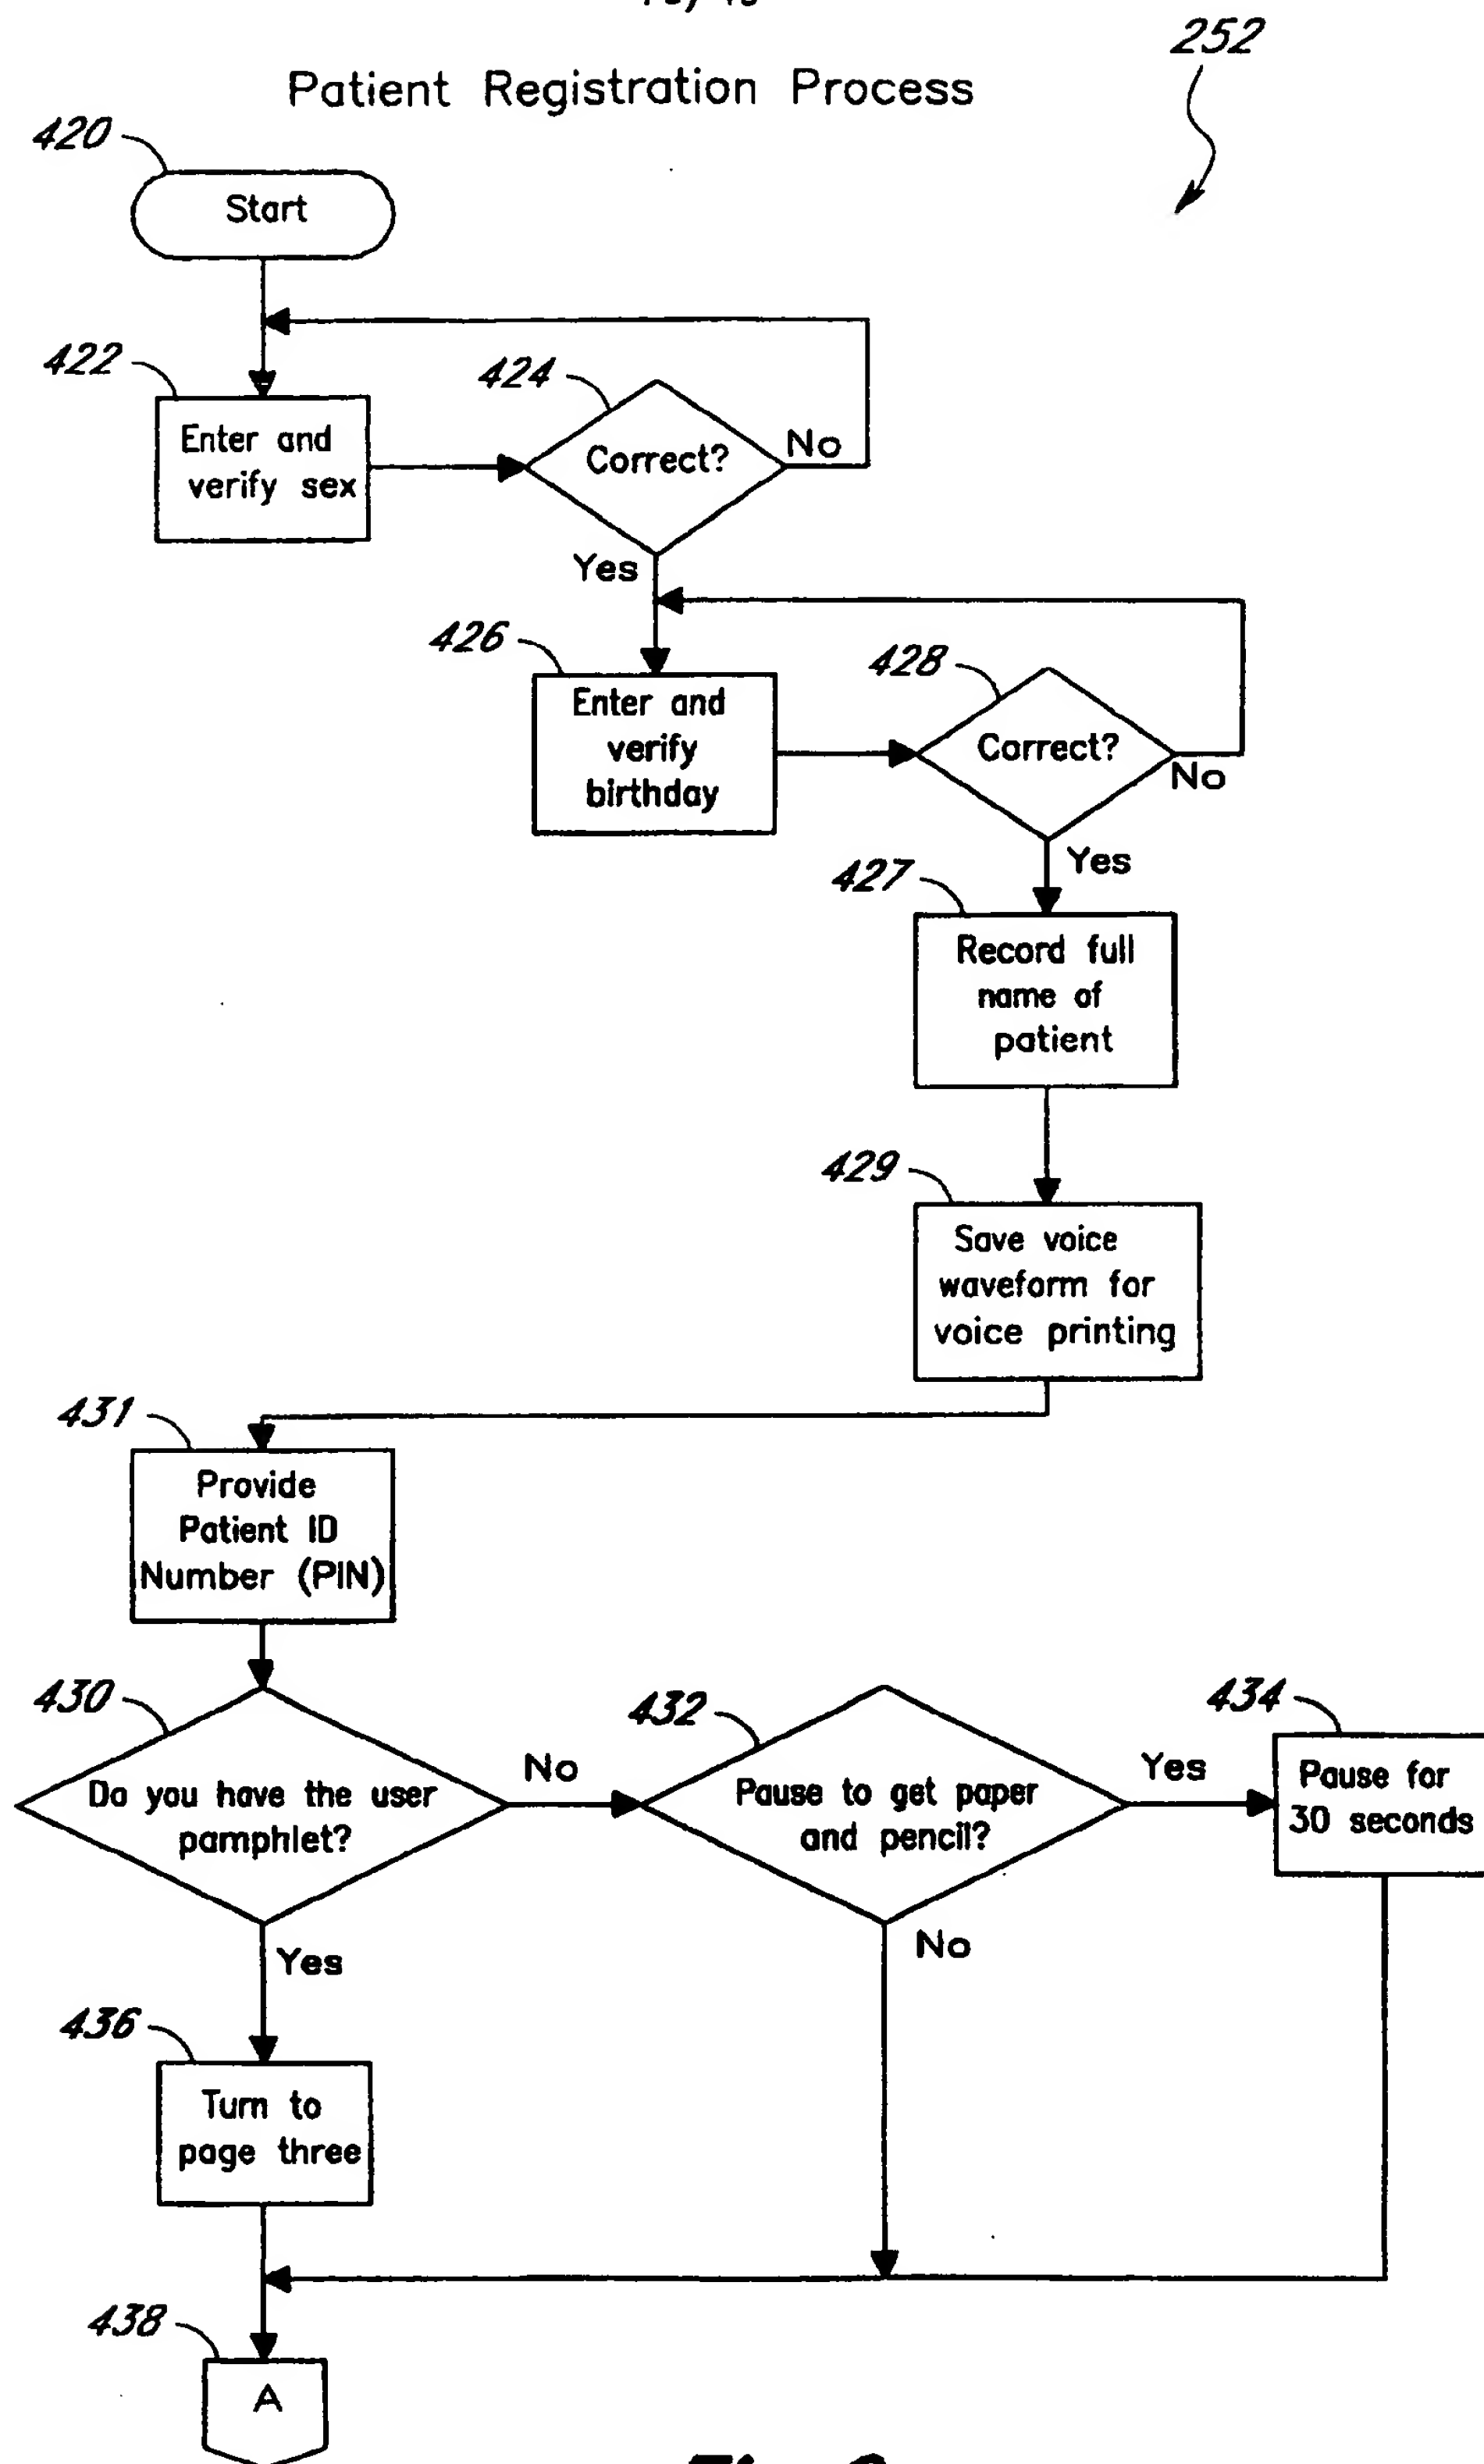 252
Patient Registration Process
420
Start
422
Enter and
verify sex
424
Correct?
No
Yes
426
Enter and
verify
birthday
428
Correct?
No
Yes
427
Record full
name of
patient
429
Save voice
waveform for
voice printing
431
Provide
Patient ID
Number (PIN)
430
Do you have the user
pamphlet?
No
432
Pause to get paper
and pencil?
Yes
434
Pause for
30 seconds
Yes
No
436
Turn to
page three
438
A